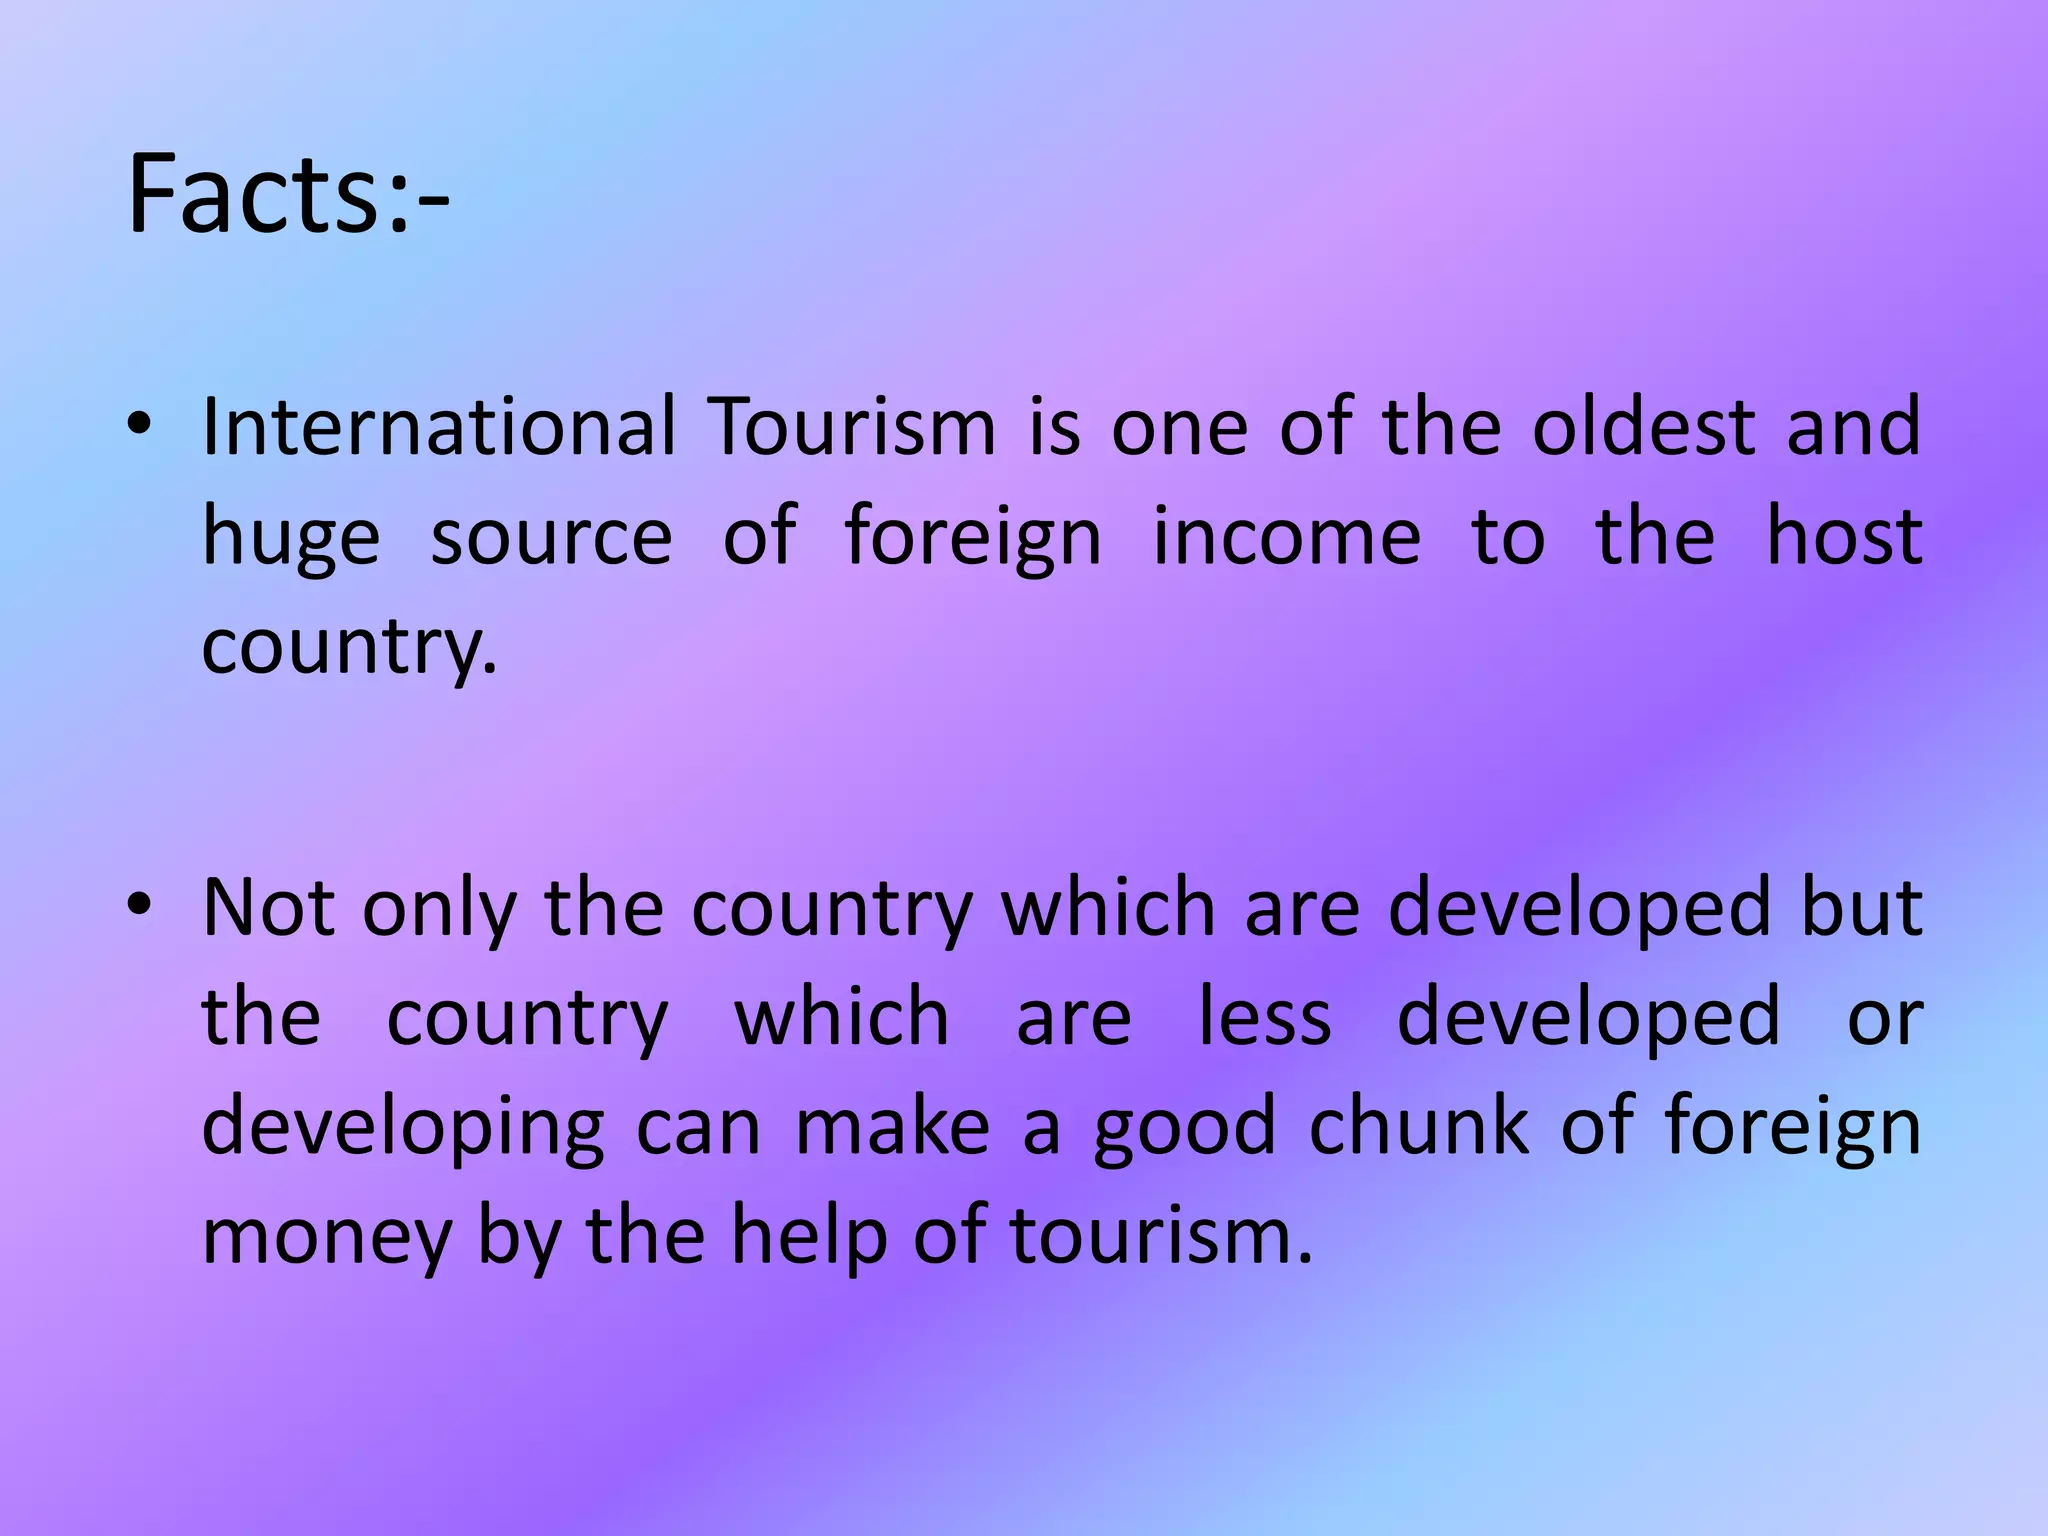 Facts:-
• International Tourism is one of the oldest and
huge source of foreign income to the host
country.
• Not only the country which are developed but
the country which are less developed or
developing can make a good chunk of foreign
money by the help of tourism.